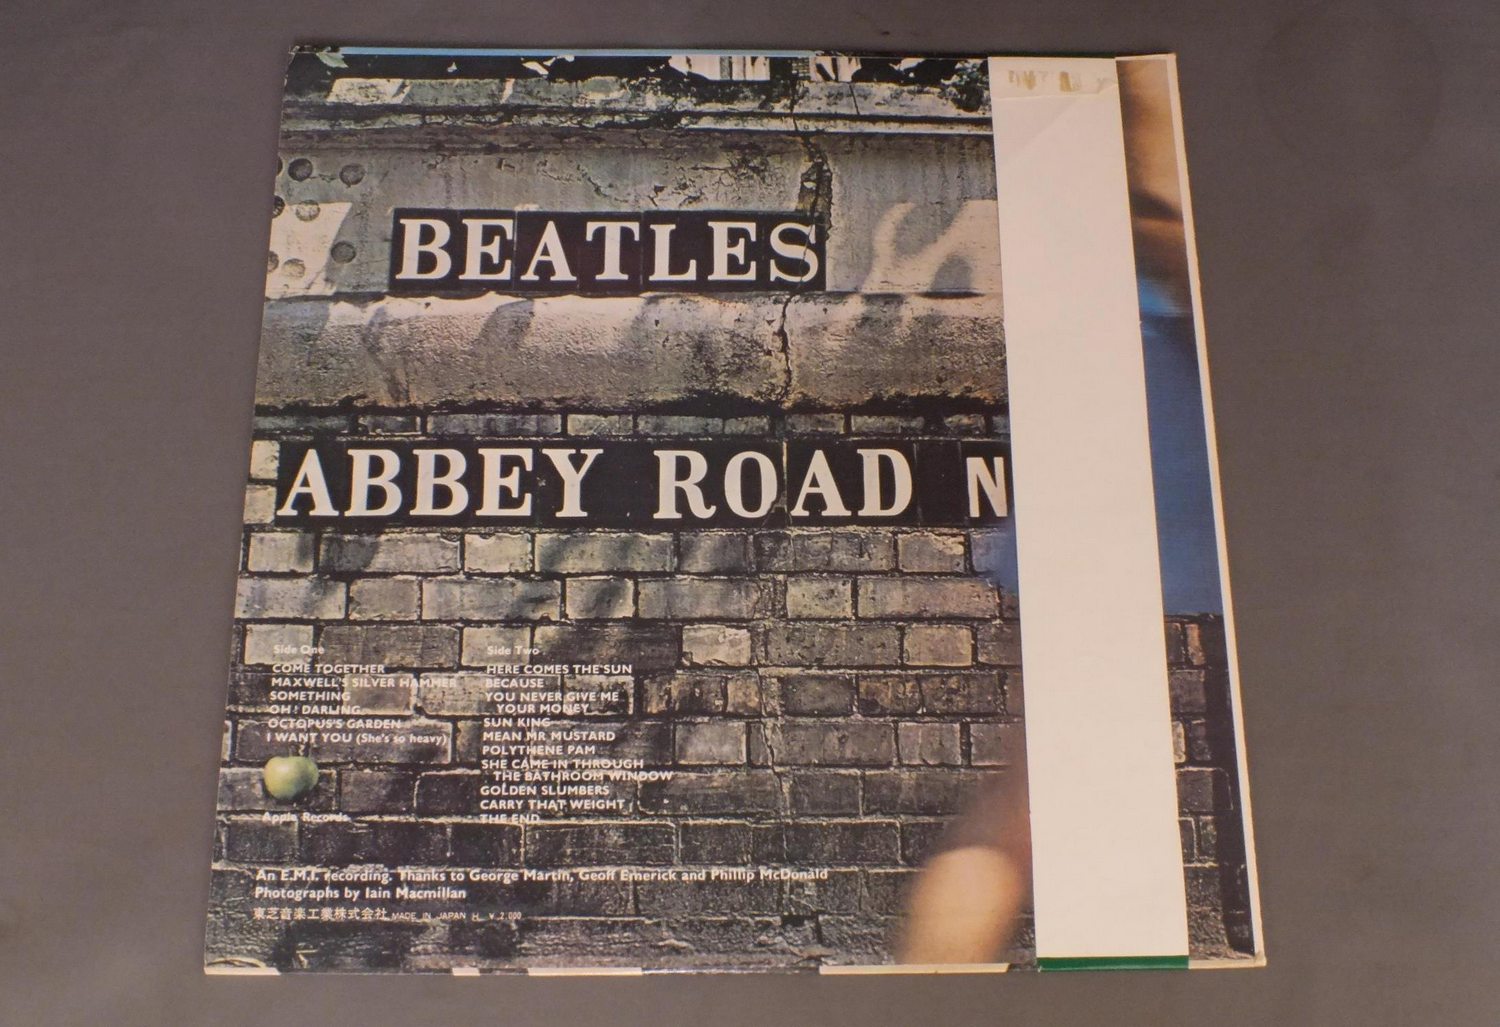 BEATLES
ABBEY ROAD N
Side One
COME TOGETHER
MAXWELL'S SILVER HAMMER
SOMETHING
OH! DARLING
OCTOPUS'S GARDEN
I WANT YOU (She's so heavy)
Apple Records
Side Two
HERE COMES THE SUN
BECAUSE
YOU NEVER GIVE ME
YOUR MONEY
SUN KING
MEAN MR MUSTARD
POLYTHENE PAM
SHE CAME IN THROUGH
THE BATHROOM WINDOW
GOLDEN SLUMBERS
CARRY THAT WEIGHT
THE END
An E.M.I. recording. Thanks to George Martin, Geoff Emerick and Phillip McDonald
Photographs by Iain Macmillan
東芝音楽工業株式会社 MADE IN JAPAN H ¥ 2,000